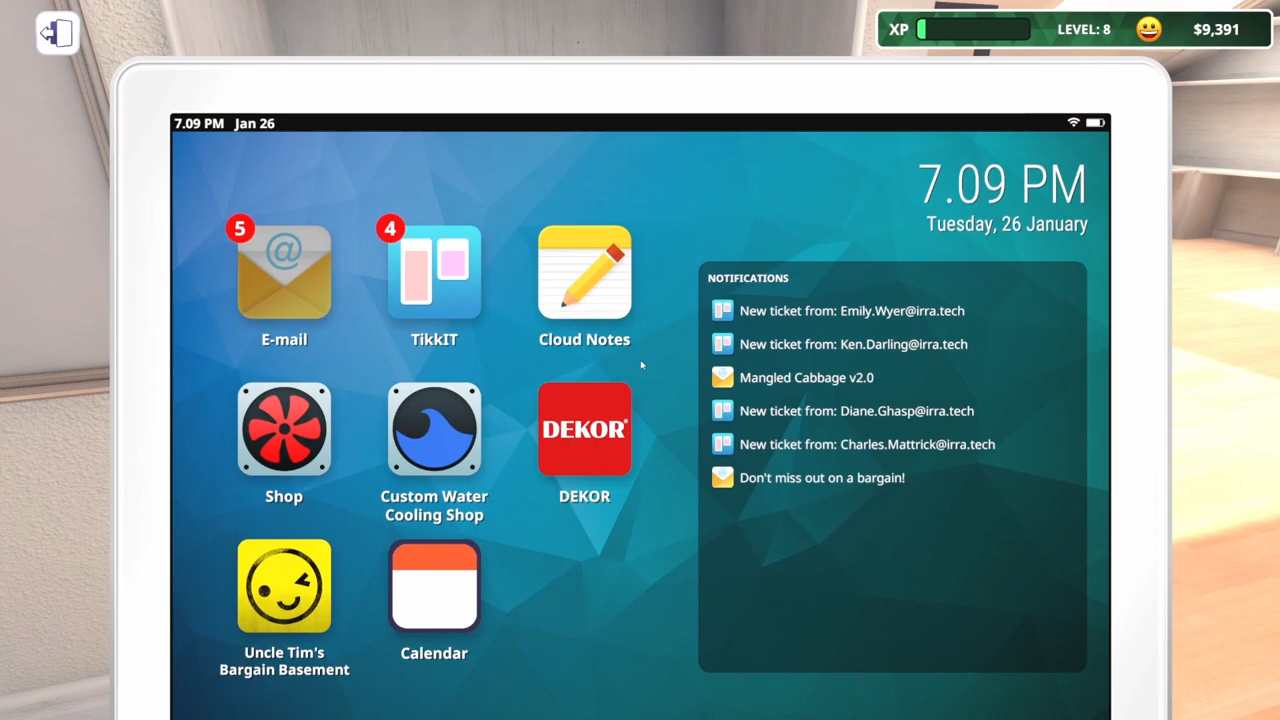 XP LEVEL: 8 $9,391
7.09 PM Jan 26
7.09 PM
Tuesday, 26 January
5
4
@
E-mail
TikkIT
Cloud Notes
DEKOR
Shop
Custom Water
Cooling Shop
DEKOR
Uncle Tim's
Bargain Basement
Calendar
NOTIFICATIONS
New ticket from: Emily.Wyer@irra.tech
New ticket from: Ken.Darling@irra.tech
Mangled Cabbage v2.0
New ticket from: Diane.Ghasp@irra.tech
New ticket from: Charles.Mattrick@irra.tech
Don't miss out on a bargain!